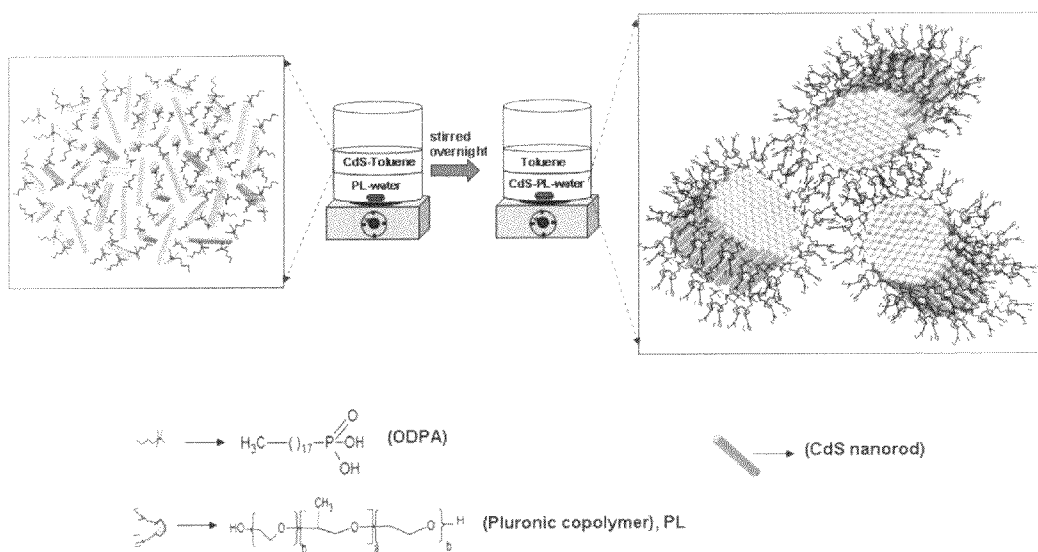 CdS-Toluene
PL-water
stirred
overnight
Toluene
CdS-PL-water
H₃C—( )₁₇—P—OH
O
OH
(ODPA)
(CdS nanorod)
CH₃
HO
O
O
O
H
b
a
b
(Pluronic copolymer), PL